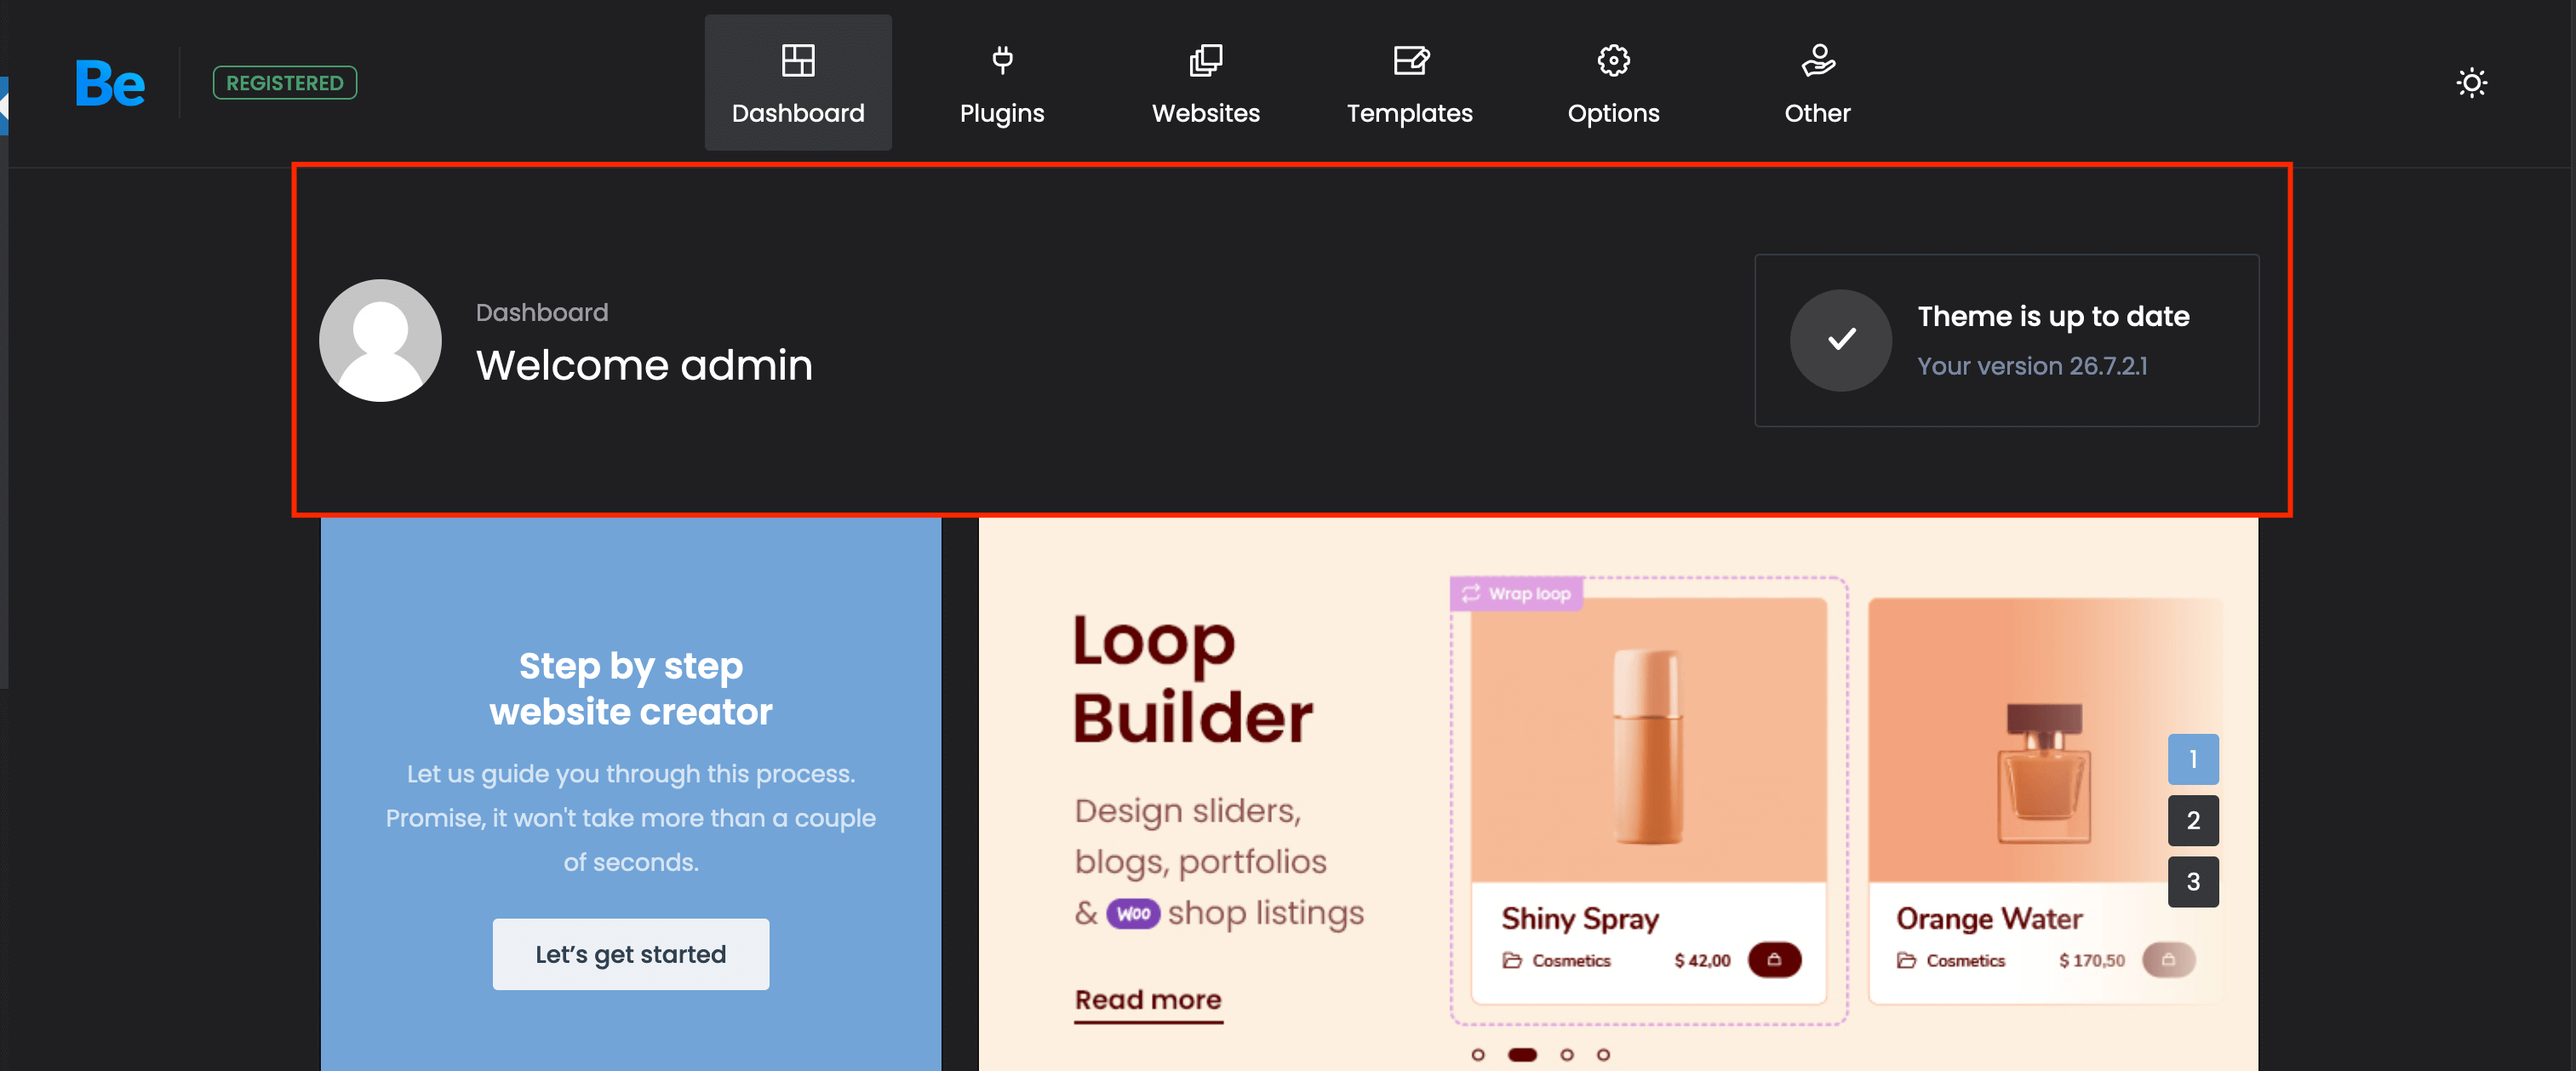 Be
REGISTERED
Dashboard
Plugins
Websites
Templates
Options
Other
Dashboard
Welcome admin
Theme is up to date
Your version 26.7.2.1
Step by step
website creator
Let us guide you through this process.
Promise, it won't take more than a couple
of seconds.
Let’s get started
Loop
Builder
Design sliders,
blogs, portfolios
& Woo shop listings
Read more
Wrap loop
Shiny Spray
Cosmetics
$ 42,00
Orange Water
Cosmetics
$ 170,50
1
2
3